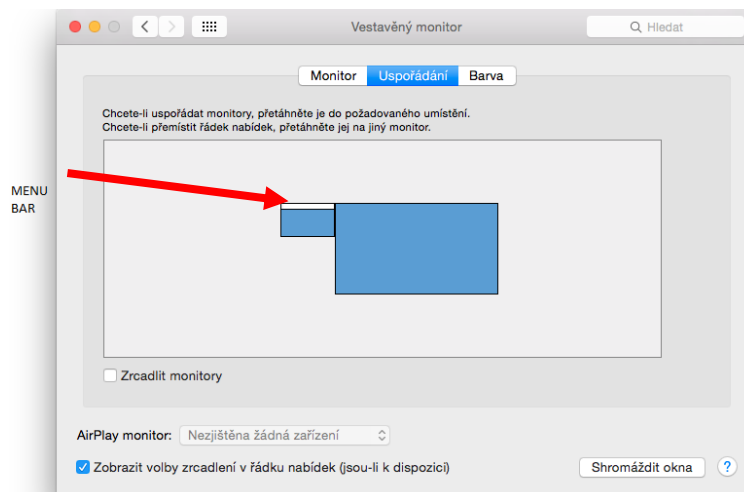 Vestavěný monitor
Hledat
Monitor
Uspořádání
Barva
Chcete-li uspořádat monitory, přetáhněte je do požadovaného umístění.
Chcete-li přemístit řádek nabídek, přetáhněte jej na jiný monitor.
MENU
BAR
Zrcadlit monitory
AirPlay monitor: Nezjištěna žádná zařízení
Zobrazit volby zrcadlení v řádku nabídek (jsou-li k dispozici)
Shromáždit okna
?